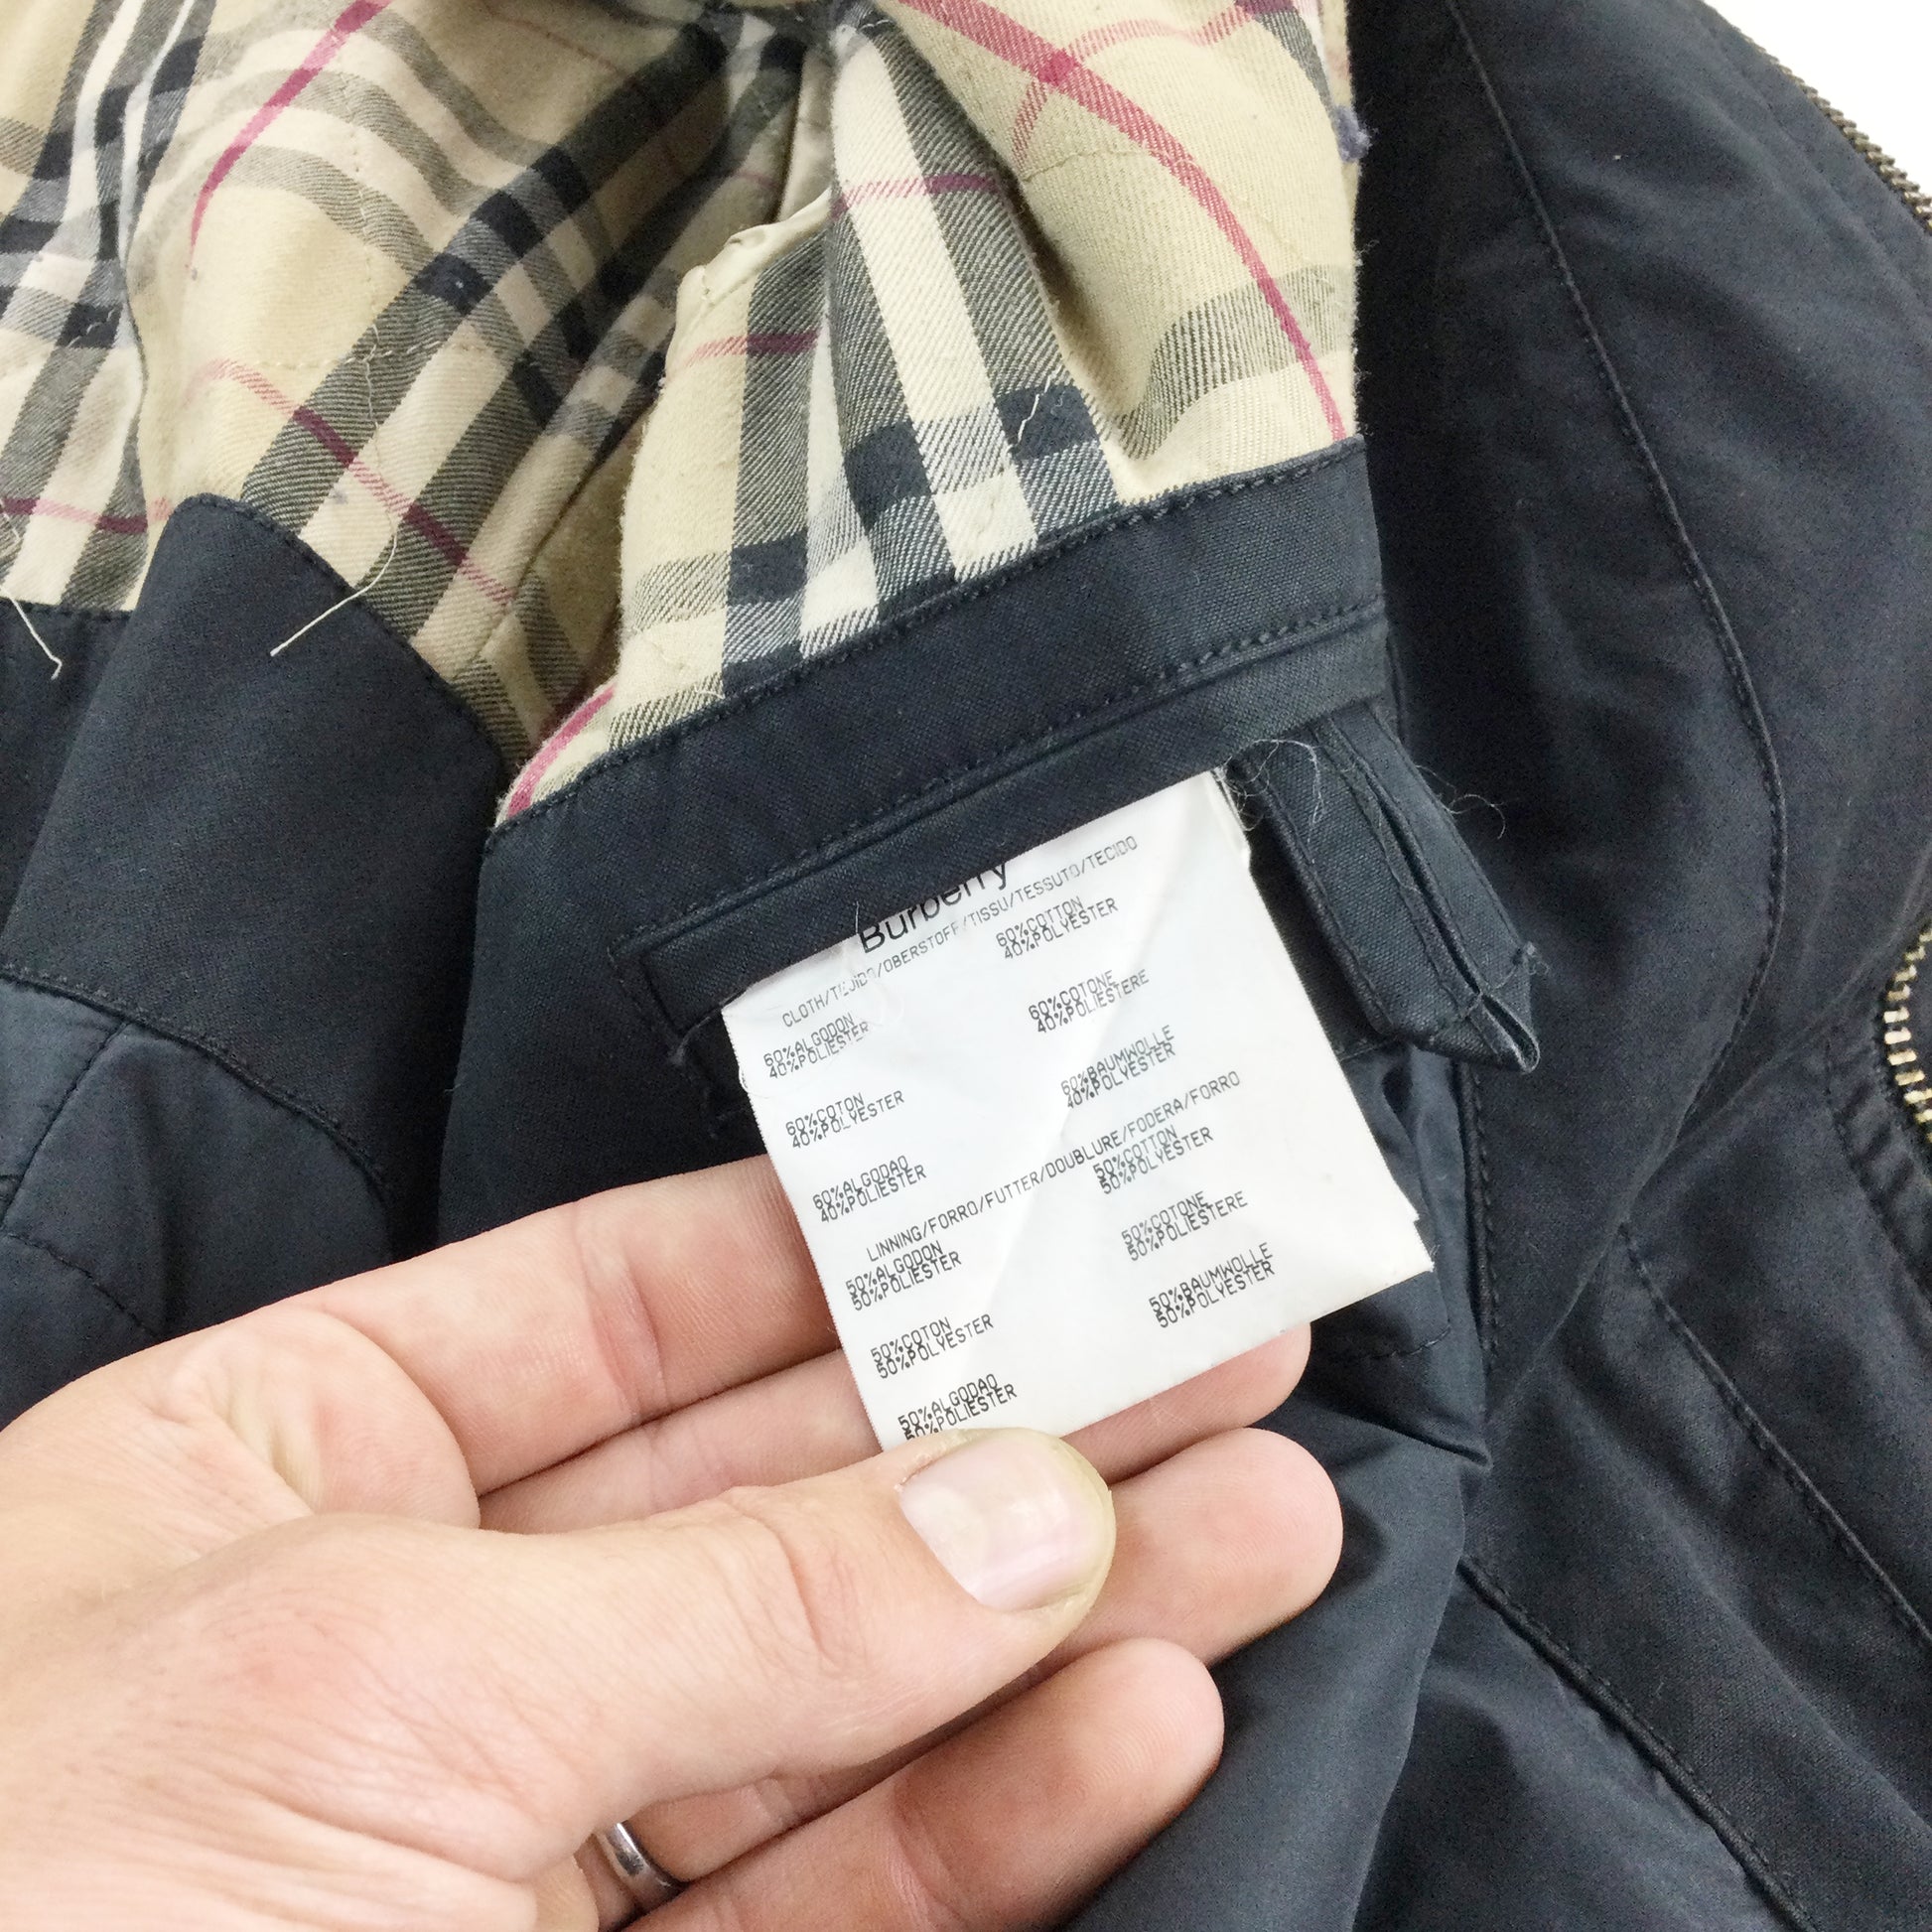 Burberry
CLOTH/TEJIDO/OBERSTOFF/TISSU/TESSUTO/TECIDO
60%COTTON
40%POLYESTER
60%ALGODON
40%POLIESTER
60%COTONE
40%POLIESTERE
60%COTON
40%POLYESTER
60%BAUMWOLLE
40%POLYESTER
60%ALGODAO
40%POLIESTER
LINNING/FORRO/FUTTER/DOUBLURE/FODERA/FORRO
50%COTTON
50%POLYESTER
50%ALGODON
50%POLIESTER
50%COTONE
50%POLIESTERE
50%COTON
50%POLYESTER
50%BAUMWOLLE
50%POLYESTER
50%ALGODAO
50%POLIESTER